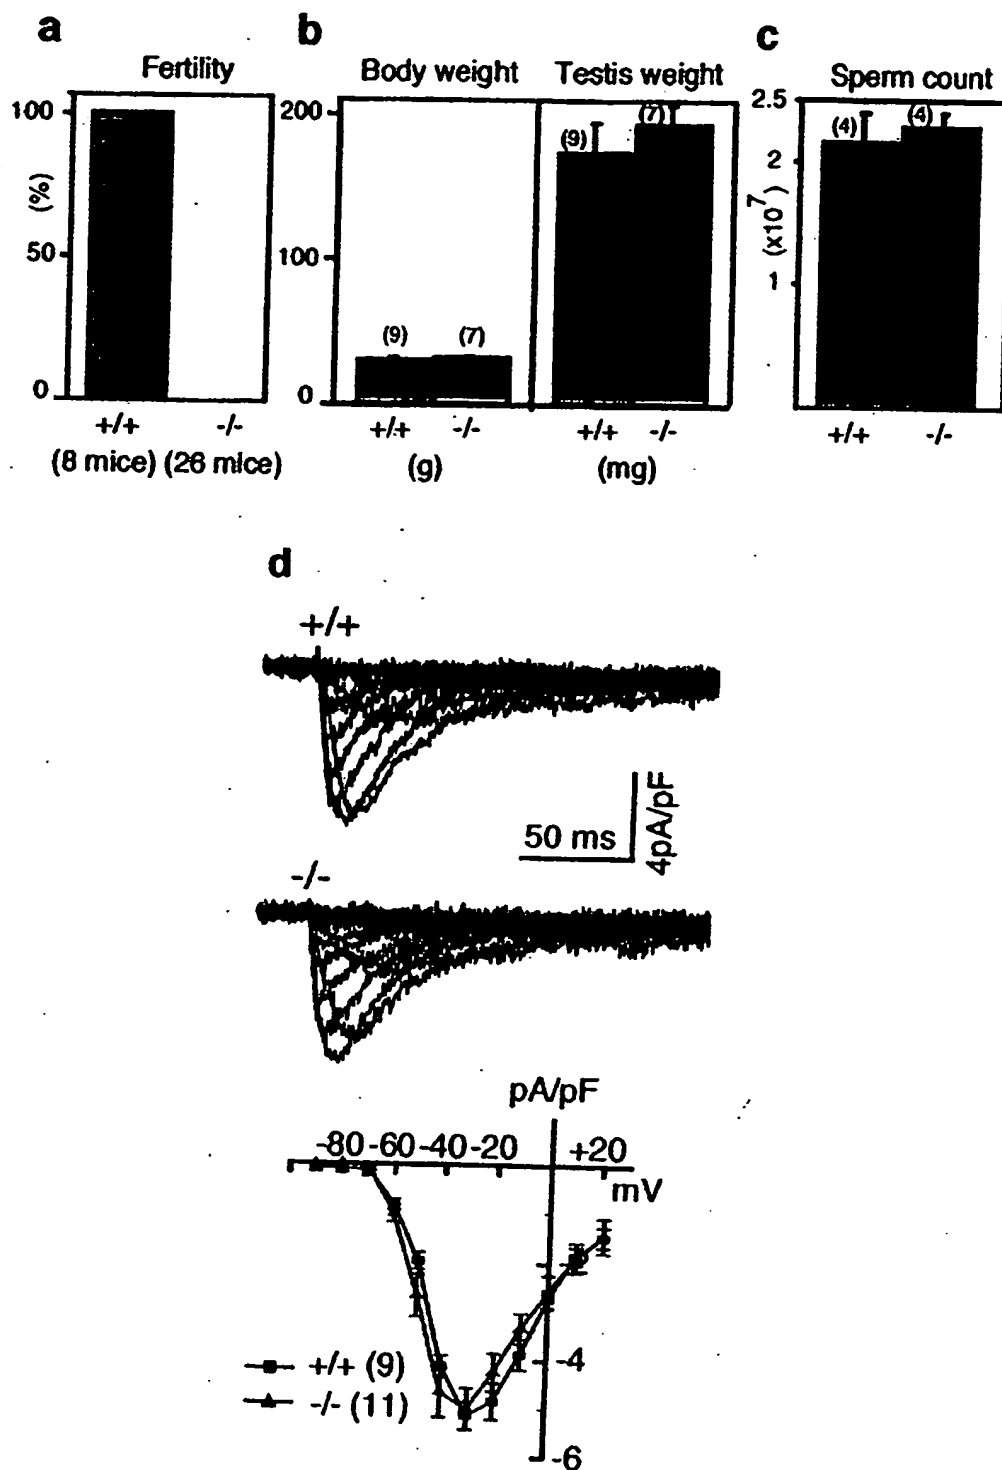 a
Fertility
100
(%)
50
0
+/+
-/-
(8 mice) (26 mice)
b
Body weight
Testis weight
200
100
0
(9)
(7)
(9)
(7)
+/+
-/-
+/+
-/-
(g)
(mg)
c
Sperm count
2.5
2
1
(x10⁷)
(4)
(4)
+/+
-/-
d
+/+
50 ms
4pA/pF
-/-
pA/pF
-80 -60 -40 -20 +20
mV
-4
-6
+/+ (9)
-/- (11)